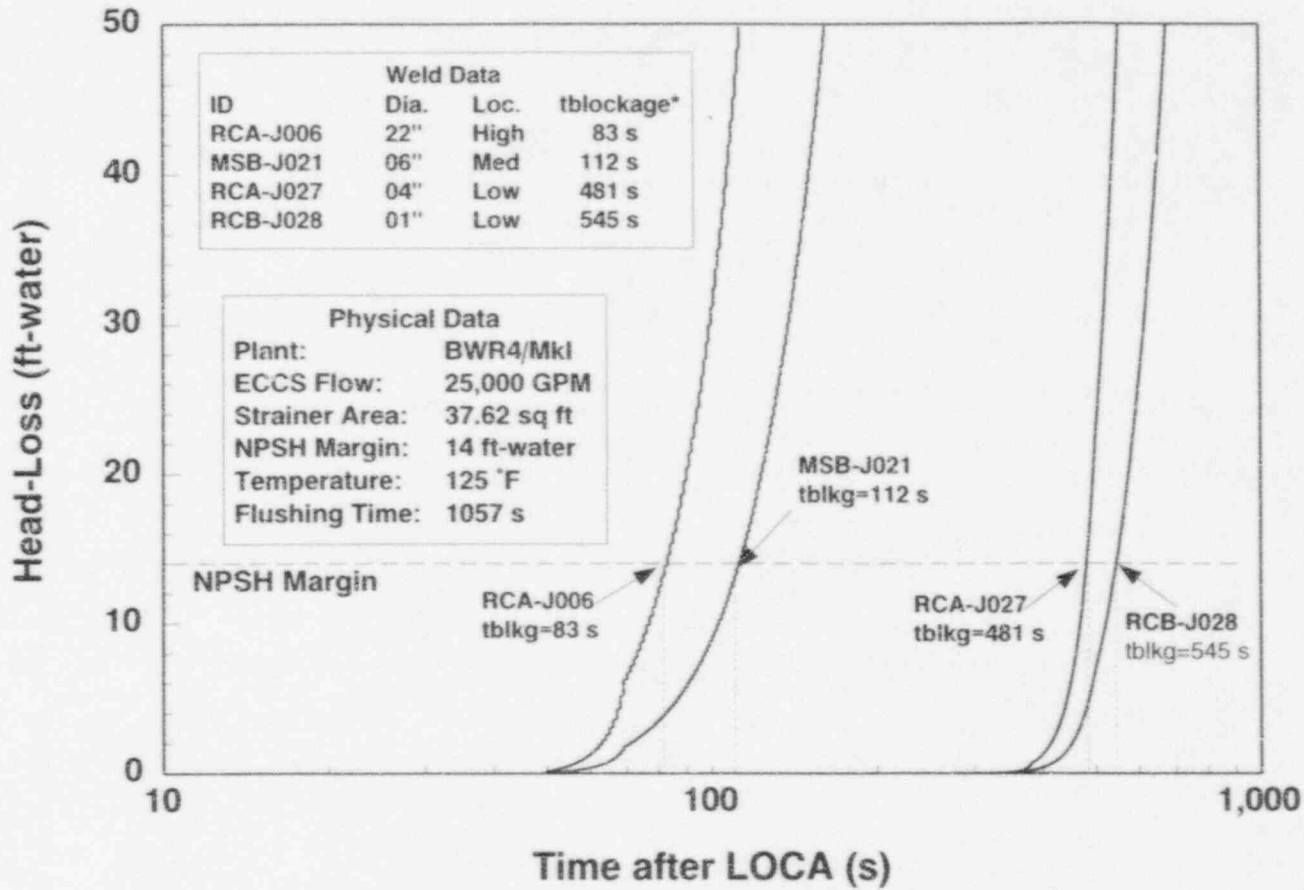 50
40
30
20
10
0
Head-Loss (ft-water)
Weld Data
ID Dia. Loc. tblockage*
RCA-J006 22" High 83 s
MSB-J021 06" Med 112 s
RCA-J027 04" Low 481 s
RCB-J028 01" Low 545 s
Physical Data
Plant: BWR4/MkI
ECCS Flow: 25,000 GPM
Strainer Area: 37.62 sq ft
NPSH Margin: 14 ft-water
Temperature: 125 °F
Flushing Time: 1057 s
MSB-J021
tblkg=112 s
NPSH Margin
RCA-J006
tblkg=83 s
RCA-J027
tblkg=481 s
RCB-J028
tblkg=545 s
10 100 1,000
Time after LOCA (s)